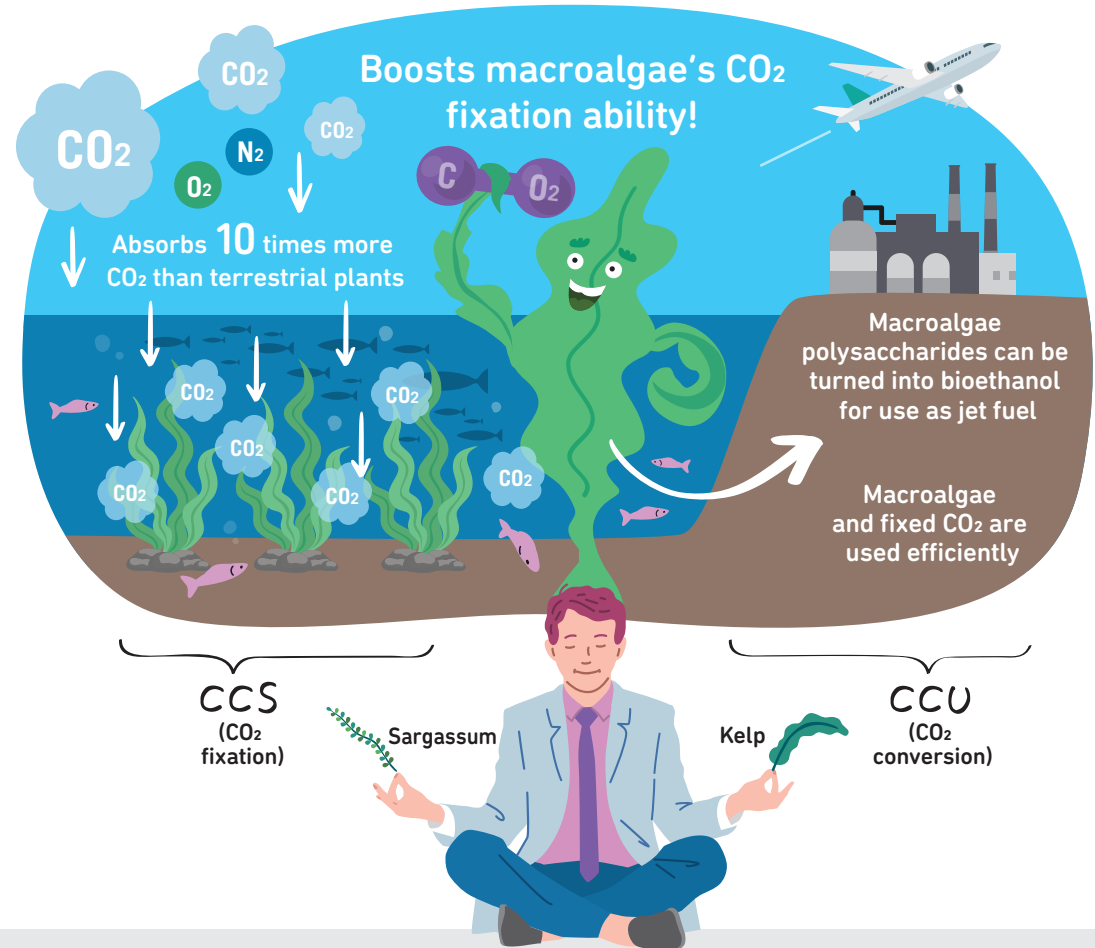 Boosts macroalgae's CO₂
fixation ability!
CO₂
CO₂
CO₂
N₂
O₂
C
O₂
Absorbs 10 times more
CO₂ than terrestrial plants
CO₂
CO₂
CO₂
CO₂
CO₂
CO₂
Macroalgae
polysaccharides can be
turned into bioethanol
for use as jet fuel
Macroalgae
and fixed CO₂ are
used efficiently
CCS
(CO₂
fixation)
Sargassum
Kelp
CCU
(CO₂
conversion)